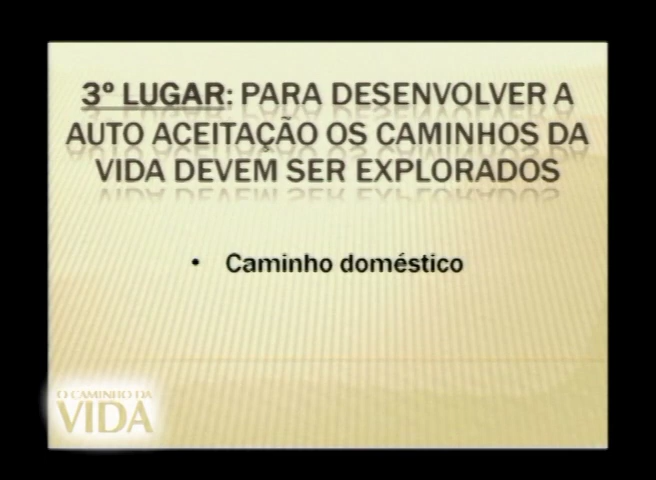 3º LUGAR: PARA DESENVOLVER A
AUTO ACEITAÇÃO OS CAMINHOS DA
VIDA DEVEM SER EXPLORADOS
• Caminho doméstico
O CAMINHO DA
VIDA